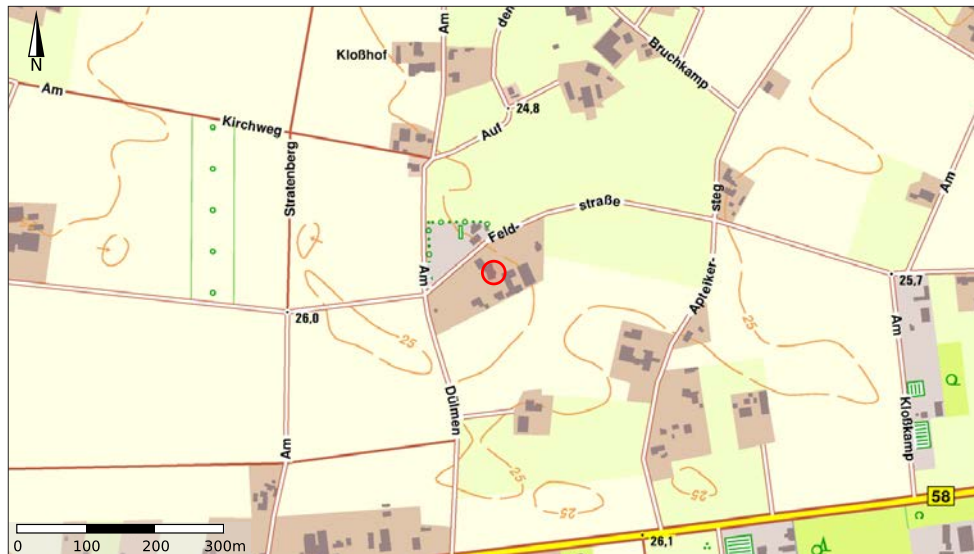 N
Am
Kirchweg
Stratenberg
Kloßhof
Am
den
Auf
24,8
Bruchkamp
Feld-
straße
Am
steg
Apteiker-
Am
25,7
26,0
25
25
Am
Kloßkamp
Dülmen
Am
25
25
25
58
26,1
0 100 200 300m